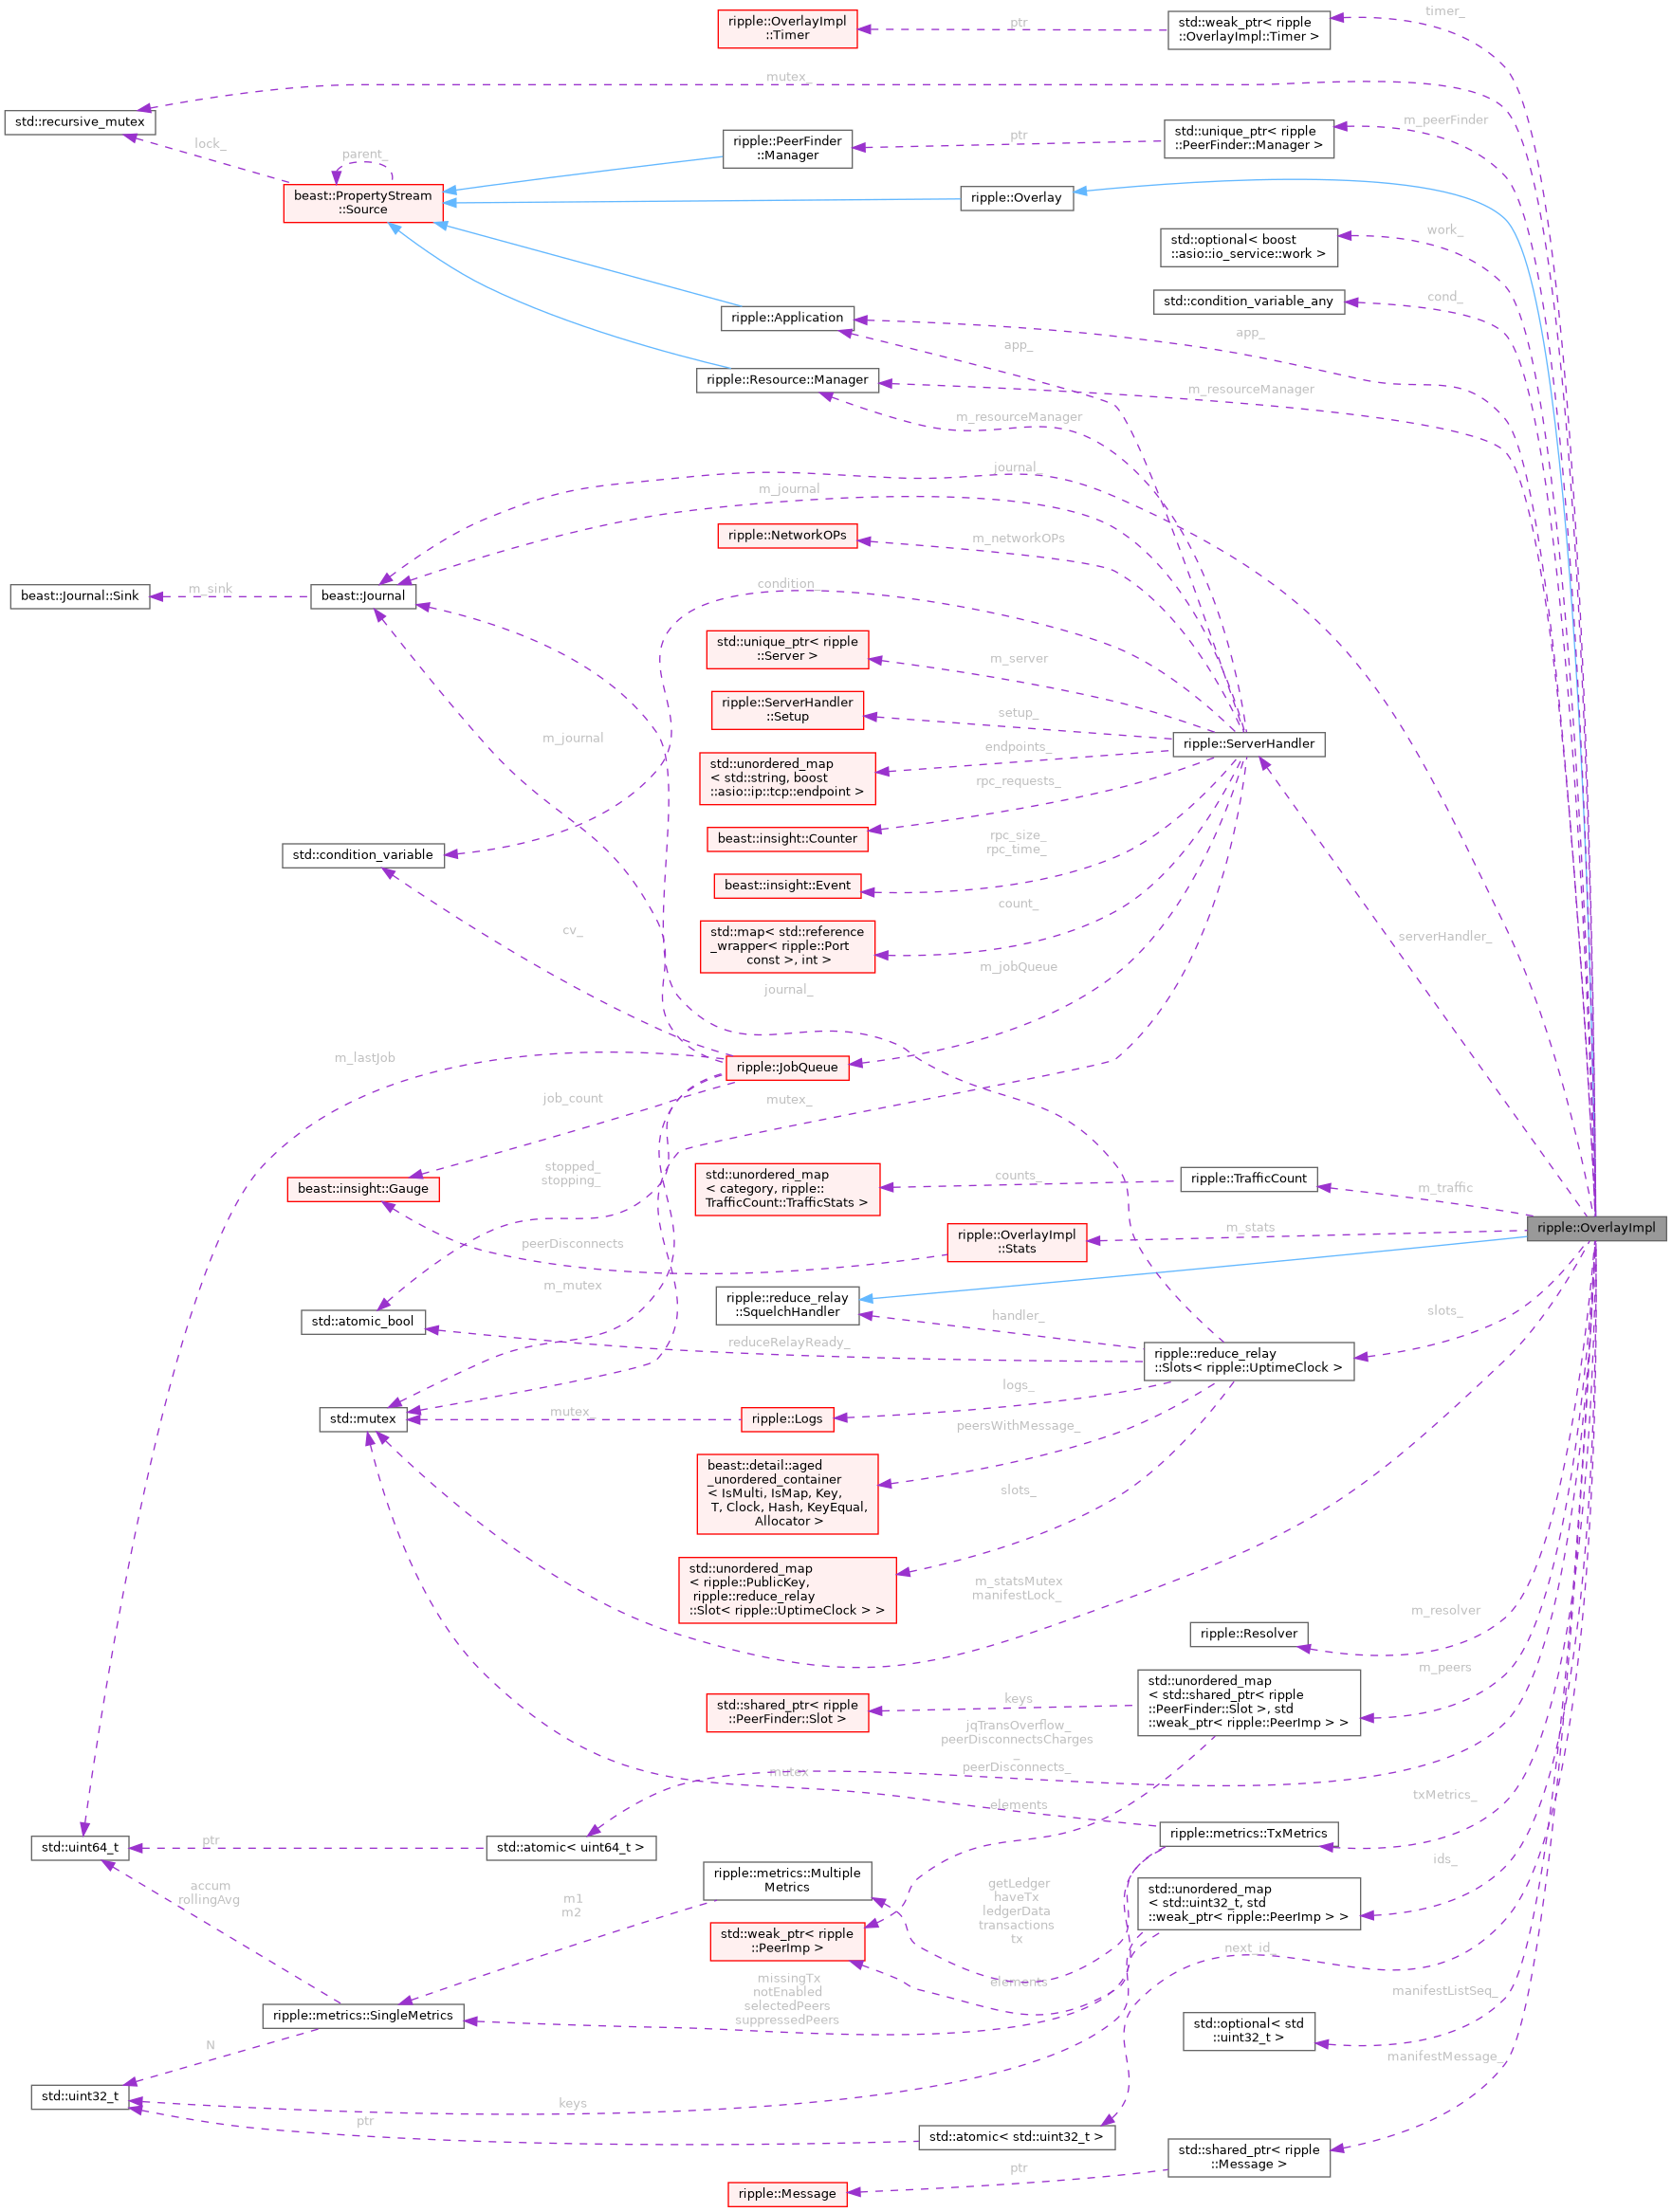 ripple::OverlayImpl
::Timer
ptr
std::weak_ptr< ripple
::OverlayImpl::Timer >
timer_
mutex_
std::recursive_mutex
lock_
parent_
beast::PropertyStream
::Source
ripple::PeerFinder
::Manager
ptr
std::unique_ptr< ripple
::PeerFinder::Manager >
m_peerFinder
ripple::Overlay
std::optional< boost
::asio::io_service::work >
work_
std::condition_variable_any
cond_
ripple::Application
app_
app_
ripple::Resource::Manager
m_resourceManager
m_resourceManager
journal_
m_journal
ripple::NetworkOPs
m_networkOPs
beast::Journal::Sink
m_sink
beast::Journal
condition
std::unique_ptr< ripple
::Server >
m_server
ripple::ServerHandler
::Setup
setup_
m_journal
ripple::ServerHandler
std::unordered_map
< std::string, boost
::asio::ip::tcp::endpoint >
endpoints_
beast::insight::Counter
rpc_requests_
std::condition_variable
rpc_size_
rpc_time_
beast::insight::Event
std::map< std::reference
_wrapper< ripple::Port
const >, int >
count_
cv_
serverHandler_
m_jobQueue
journal_
m_lastJob
ripple::JobQueue
job_count
mutex_
beast::insight::Gauge
stopped_
stopping_
std::unordered_map
< category, ripple::
TrafficCount::TrafficStats >
counts_
ripple::TrafficCount
m_traffic
ripple::OverlayImpl
peerDisconnects
ripple::OverlayImpl
::Stats
m_stats
m_mutex
ripple::reduce_relay
::SquelchHandler
handler_
slots_
std::atomic_bool
reduceRelayReady_
ripple::reduce_relay
::Slots< ripple::UptimeClock >
logs_
std::mutex
mutex_
ripple::Logs
peersWithMessage_
beast::detail::aged
_unordered_container
< IsMulti, IsMap, Key,
T, Clock, Hash, KeyEqual,
Allocator >
slots_
std::unordered_map
< ripple::PublicKey,
ripple::reduce_relay
::Slot< ripple::UptimeClock > >
m_statsMutex
manifestLock_
m_resolver
ripple::Resolver
std::shared_ptr< ripple
::PeerFinder::Slot >
keys
std::unordered_map
< std::shared_ptr< ripple
::PeerFinder::Slot >, std
::weak_ptr< ripple::PeerImp > >
m_peers
jqTransOverflow_
peerDisconnectsCharges
_
peerDisconnects_
mutex
elements
txMetrics_
std::uint64_t
ptr
std::atomic< uint64_t >
ripple::metrics::TxMetrics
ids_
accum
rollingAvg
m1
m2
ripple::metrics::Multiple
Metrics
getLedger
haveTx
ledgerData
transactions
tx
std::unordered_map
< std::uint32_t, std
::weak_ptr< ripple::PeerImp > >
std::weak_ptr< ripple
::PeerImp >
next_id_
missingTx
notEnabled
selectedPeers
suppressedPeers
elements
manifestListSeq_
ripple::metrics::SingleMetrics
std::optional< std
::uint32_t >
N
manifestMessage_
std::uint32_t
keys
ptr
std::atomic< std::uint32_t >
std::shared_ptr< ripple
::Message >
ptr
ripple::Message